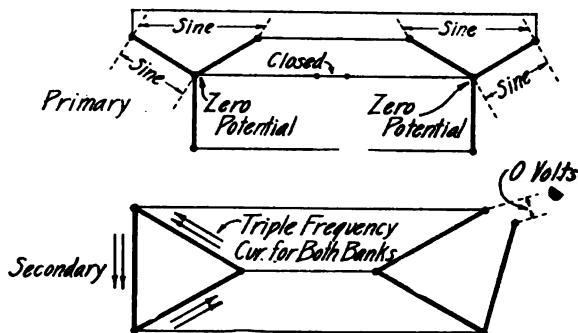 Sine
Sine
Closed
Sine
Sine
Primary
Zero
Potential
Zero
Potential
0 Volts
Triple Frequency
Cur. for Both Banks
Secondary